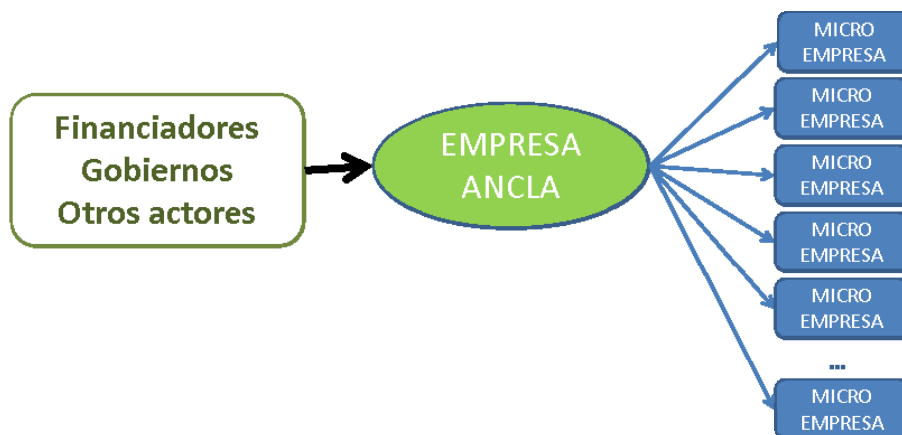 Financiadores
Gobiernos
Otros actores
EMPRESA
ANCLA
MICRO
EMPRESA
MICRO
EMPRESA
MICRO
EMPRESA
MICRO
EMPRESA
MICRO
EMPRESA
...
MICRO
EMPRESA